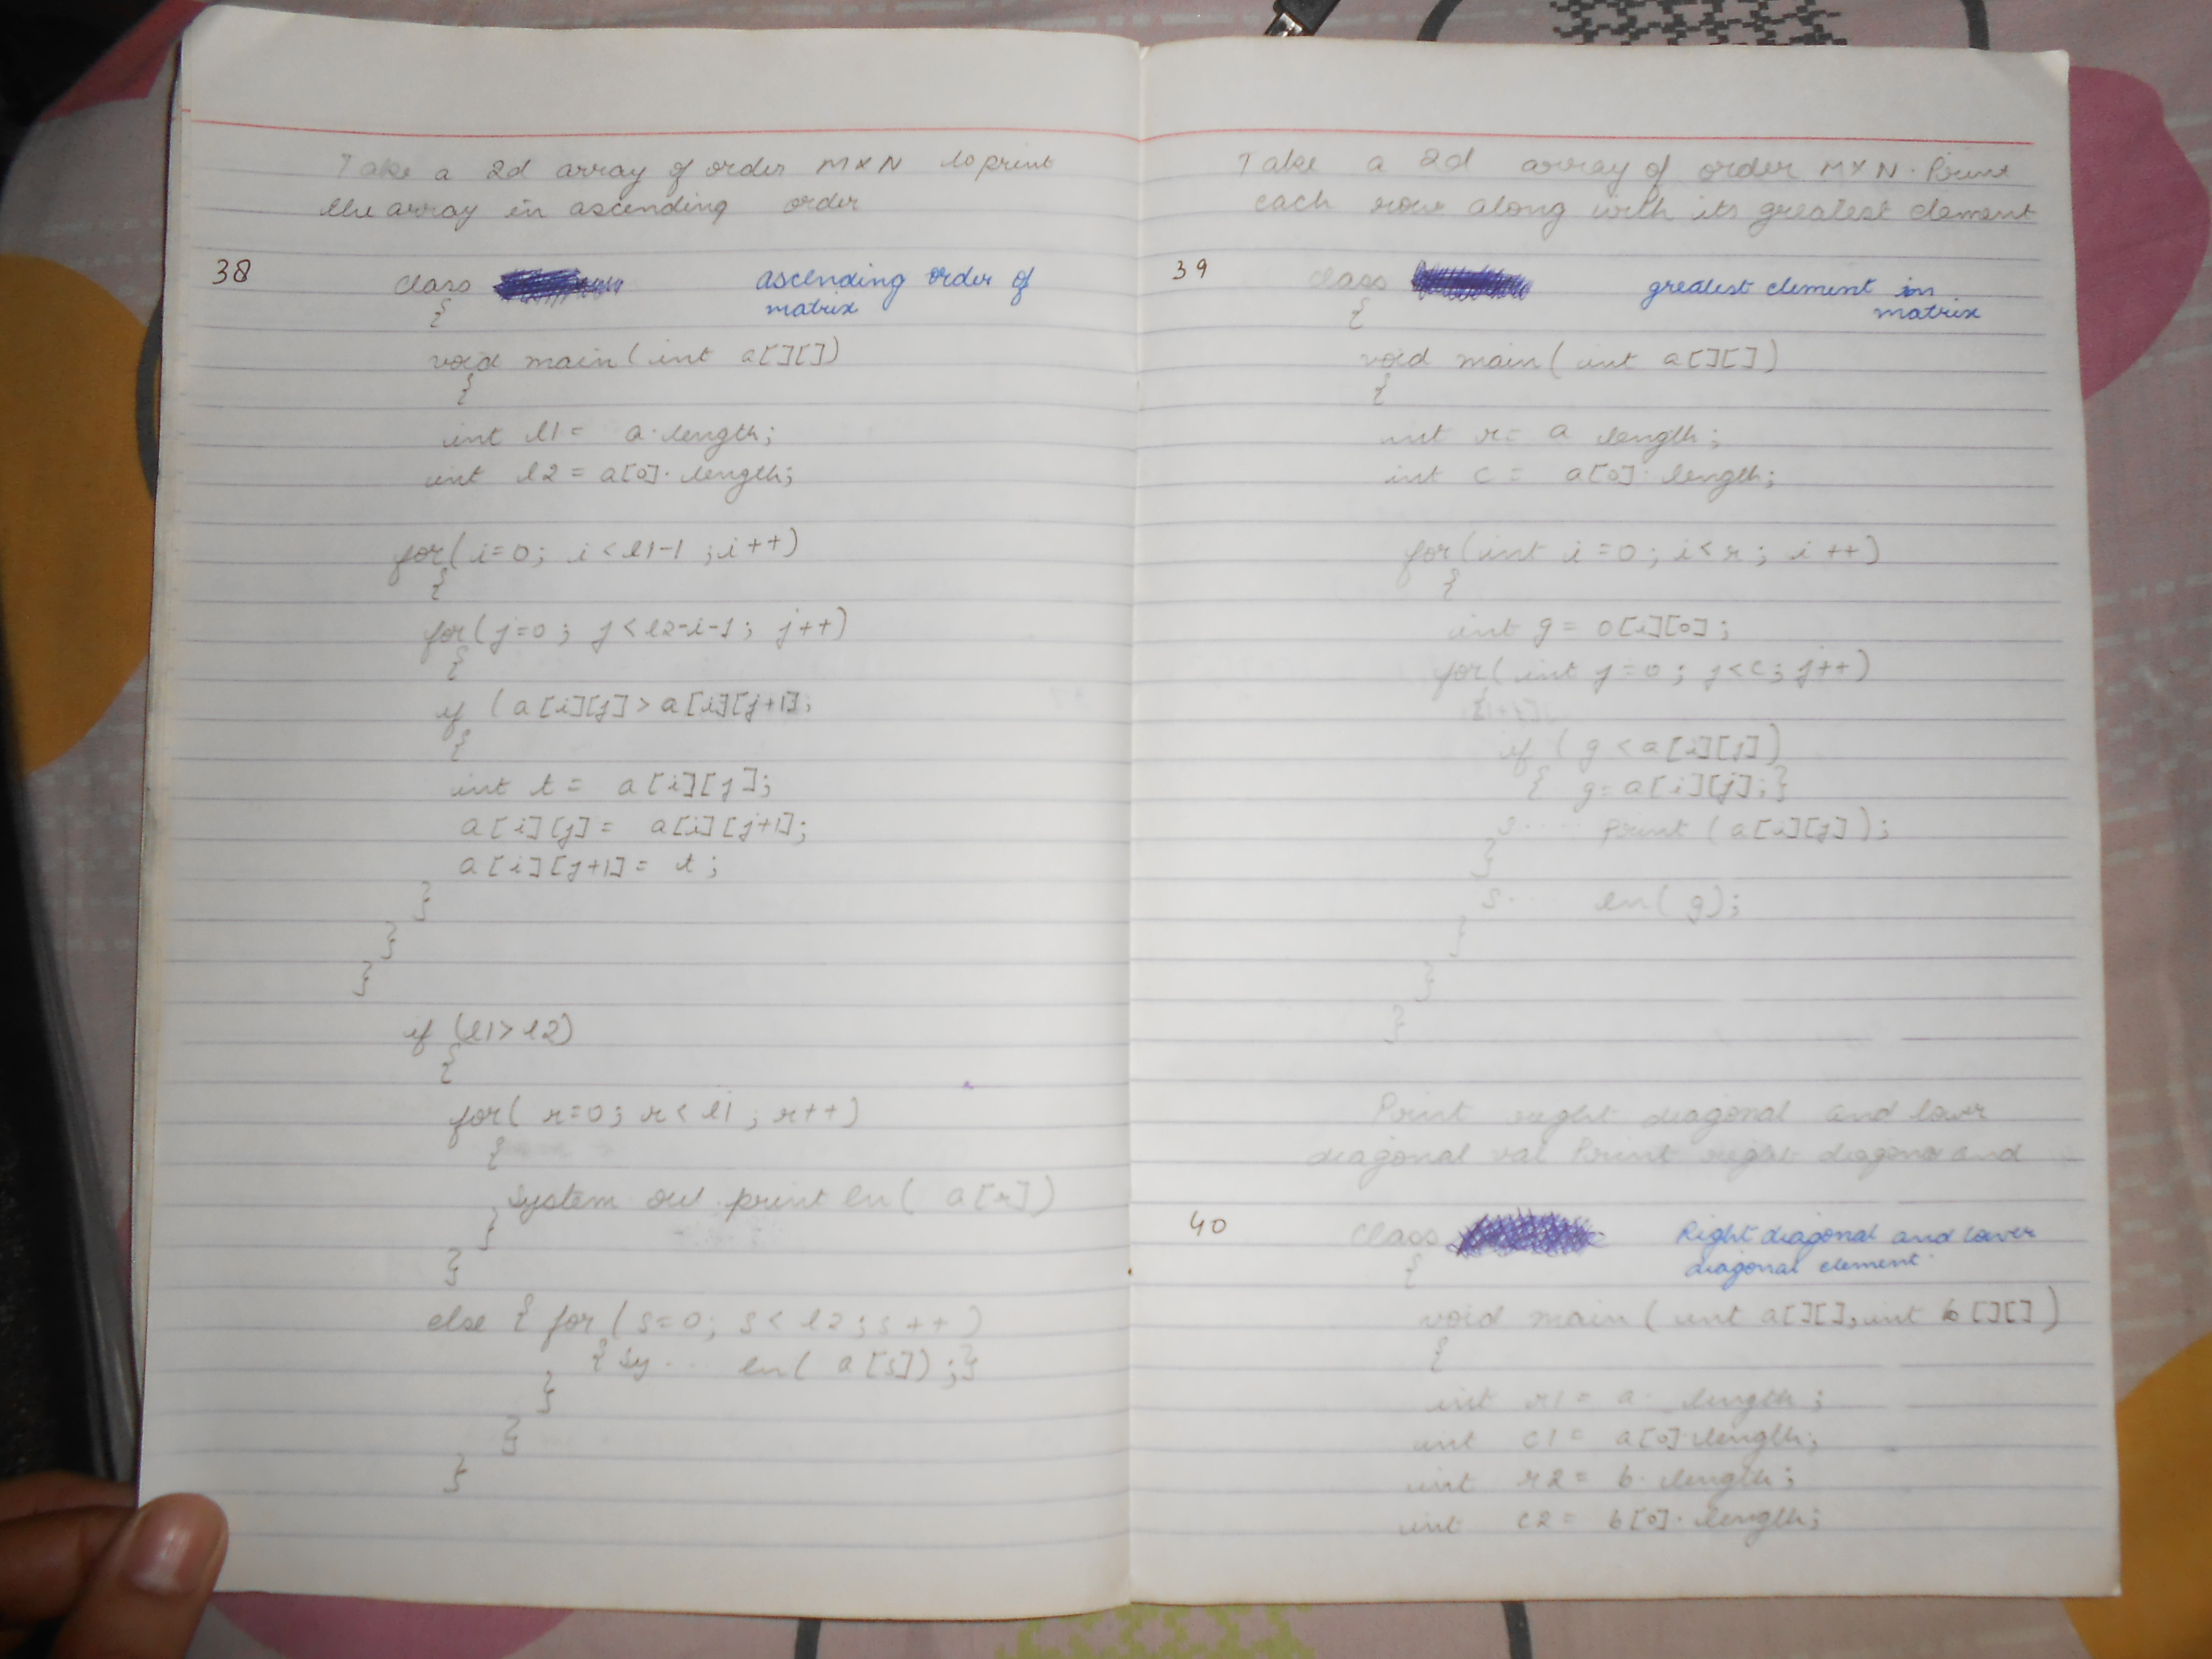 Take a 2d array of order M×N to print
the array in ascending order
38 class ascending order of
matrix
{
void main(int a[][])
{
int l1 = a.length;
int l2 = a[0].length;
for(i=0; i<l1-1 ;i++)
{
for(j=0; j<l2-i-1; j++)
{
if (a[i][j]>a[i][j+1];
{
int t = a[i][j];
a[i][j] = a[i][j+1];
a[i][j+1] = t;
}
}
}
if (l1>l2)
{
for( r=0; r<l1 ; r++)
{
System out print ln( a[r])
}
}
else { for(s=0; s<l2; s++)
{ Sy.... ln( a[s]) ;}
}
}
}
Take a 2d array of order M×N. Print
each row along with its greatest element
39 class greatest element in
matrix
{
void main( int a[][])
{
int r= a length;
int c = a[0].length;
for(int i=0; i<r; i++)
{
int g = 0[i][0];
for(int j=0; j<c; j++)
{
if ( g<a[i][j])
{ g=a[i][j];}
s..... Print (a[i][j]);
}
S.... ln( g);
}
}
}
Print right diagonal and lower
diagonal val Print right diagona and
40 class Right diagonal and lower
diagonal element.
{
void main( int a[][], int b[][])
{
int r1 = a. length ;
int c1 = a[0].length;
int r2 = b. length;
int c2 = b[0]. length;